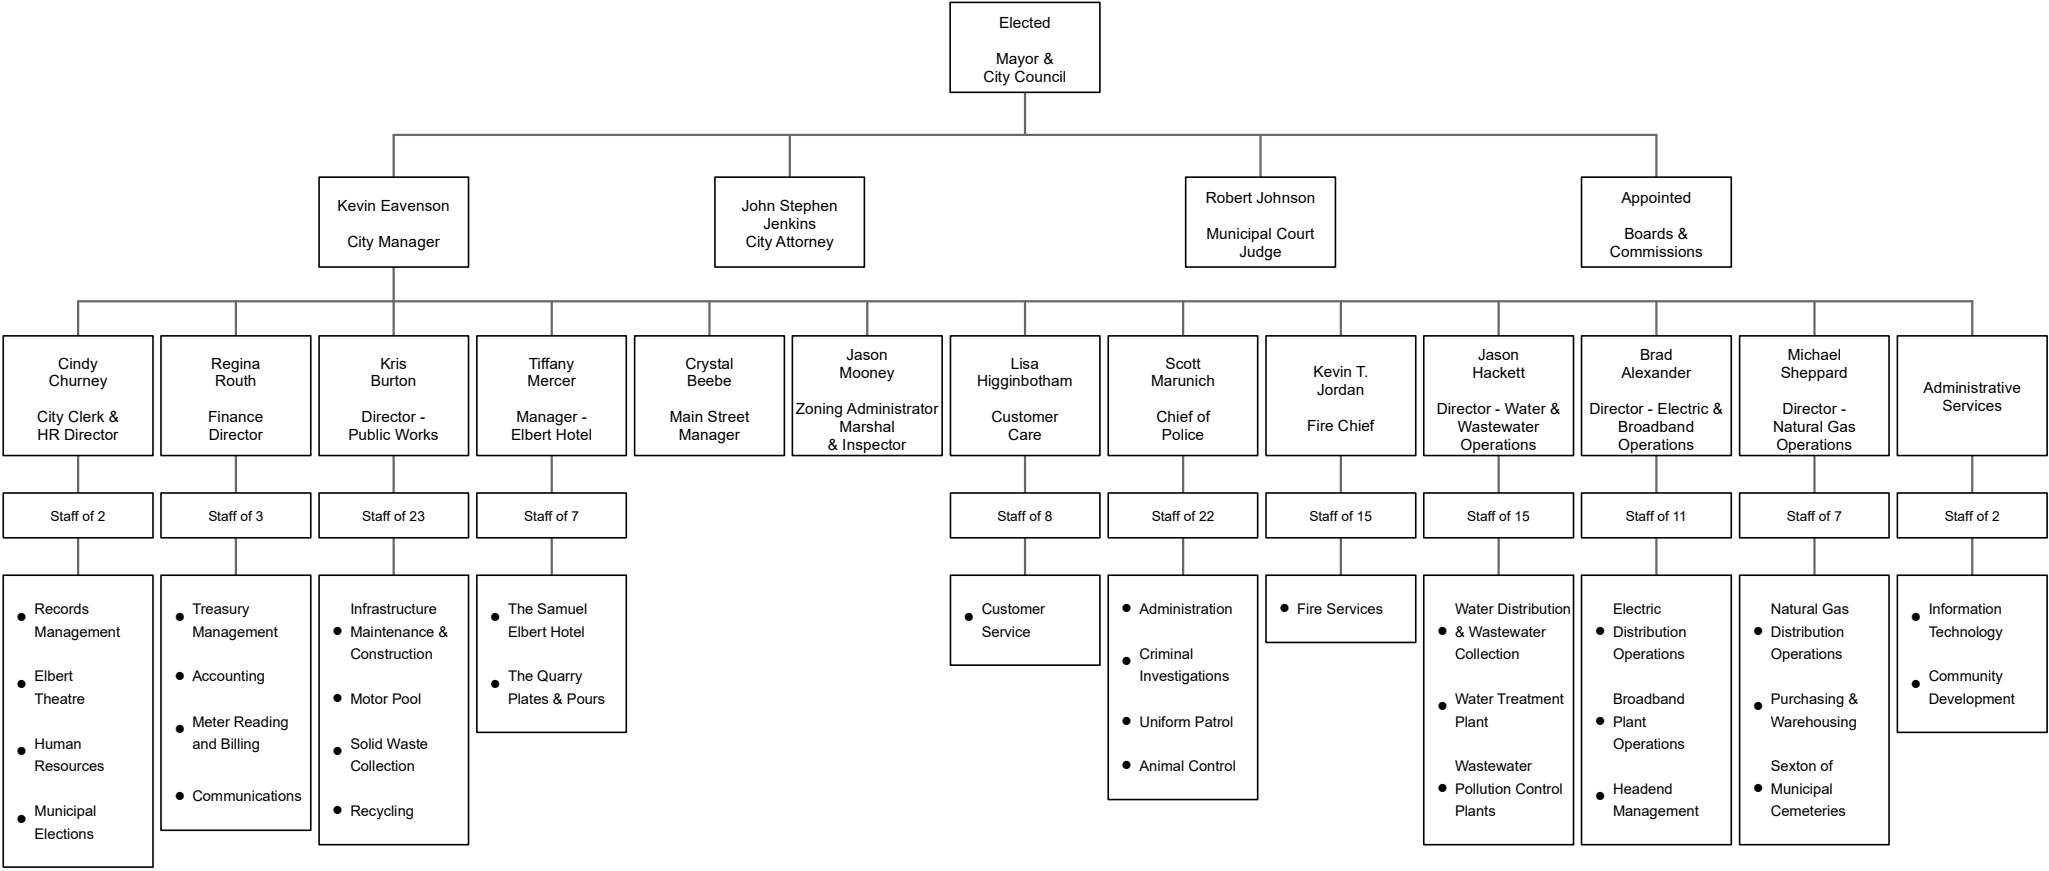 Elected
Mayor &
City Council
Kevin Eavenson
City Manager
John Stephen
Jenkins
City Attorney
Robert Johnson
Municipal Court
Judge
Appointed
Boards &
Commissions
Cindy
Churney
City Clerk &
HR Director
Regina
Routh
Finance
Director
Kris
Burton
Director -
Public Works
Tiffany
Mercer
Manager -
Elbert Hotel
Crystal
Beebe
Main Street
Manager
Jason
Mooney
Zoning Administrator
Marshal
& Inspector
Lisa
Higginbotham
Customer
Care
Scott
Marunich
Chief of
Police
Kevin T.
Jordan
Fire Chief
Jason
Hackett
Director - Water &
Wastewater
Operations
Brad
Alexander
Director - Electric &
Broadband
Operations
Michael
Sheppard
Director -
Natural Gas
Operations
Administrative
Services
Staff of 2
Staff of 3
Staff of 23
Staff of 7
Staff of 8
Staff of 22
Staff of 15
Staff of 15
Staff of 11
Staff of 7
Staff of 2
● Records
Management
● Elbert
Theatre
● Human
Resources
● Municipal
Elections
● Treasury
Management
● Accounting
● Meter Reading
and Billing
● Communications
● Infrastructure
Maintenance &
Construction
● Motor Pool
● Solid Waste
Collection
● Recycling
● The Samuel
Elbert Hotel
● The Quarry
Plates & Pours
● Customer
Service
● Administration
● Criminal
Investigations
● Uniform Patrol
● Animal Control
● Fire Services
● Water Distribution
& Wastewater
Collection
● Water Treatment
Plant
● Wastewater
Pollution Control
Plants
● Electric
Distribution
Operations
● Broadband
Plant
Operations
● Headend
Management
● Natural Gas
Distribution
Operations
● Purchasing &
Warehousing
● Sexton of
Municipal
Cemeteries
● Information
Technology
● Community
Development